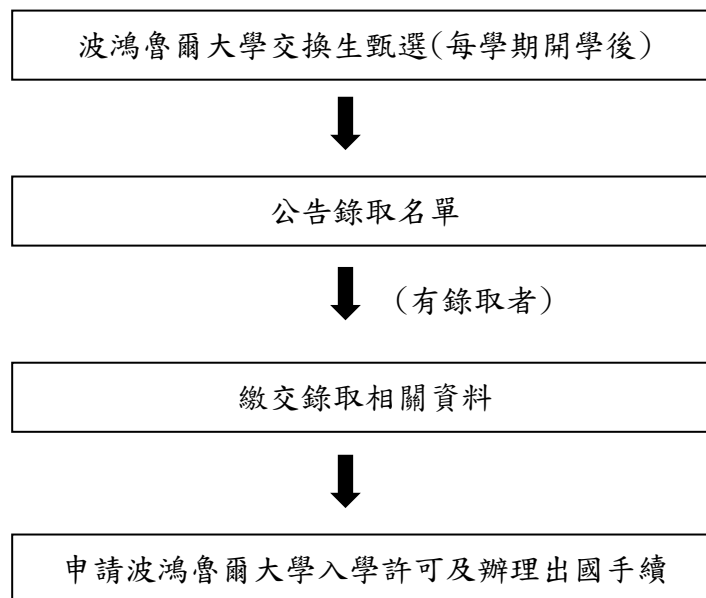 波鴻魯爾大學交換生甄選(每學期開學後)
公告錄取名單
(有錄取者)
繳交錄取相關資料
申請波鴻魯爾大學入學許可及辦理出國手續